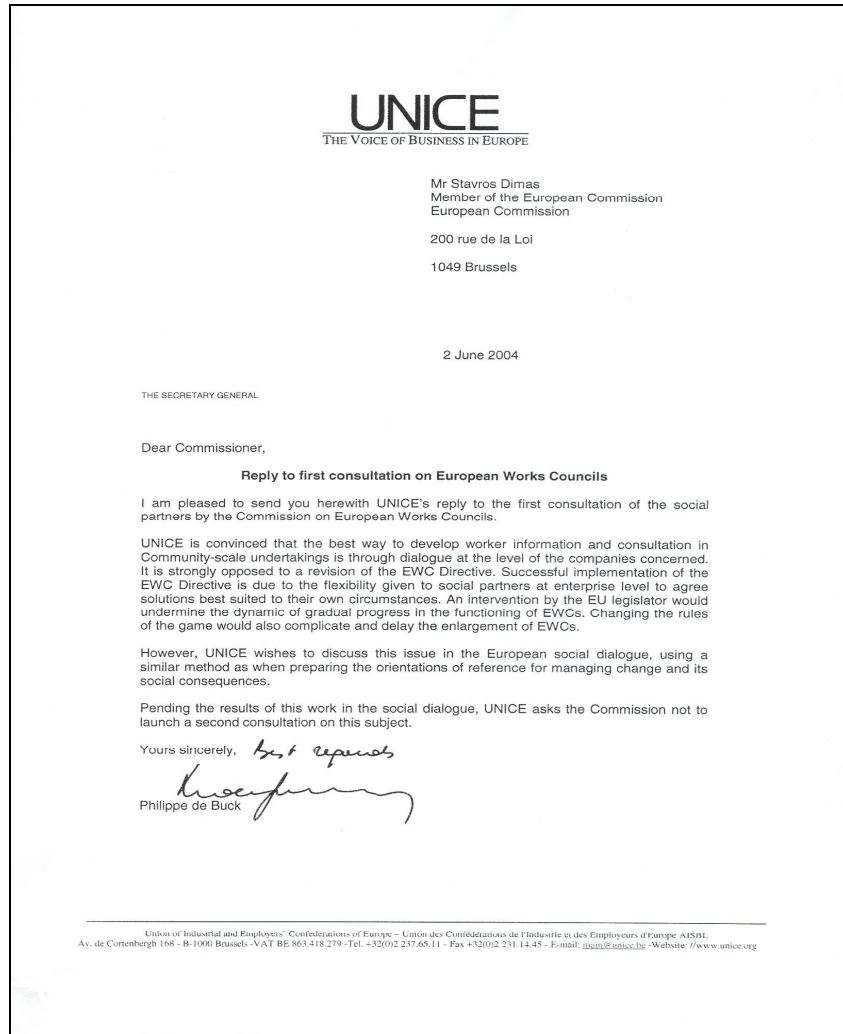 UNICE
THE VOICE OF BUSINESS IN EUROPE
Mr Stavros Dimas
Member of the European Commission
European Commission
200 rue de la Loi
1049 Brussels
2 June 2004
THE SECRETARY GENERAL
Dear Commissioner,
Reply to first consultation on European Works Councils
I am pleased to send you herewith UNICE's reply to the first consultation of the social
partners by the Commission on European Works Councils.
UNICE is convinced that the best way to develop worker information and consultation in
Community-scale undertakings is through dialogue at the level of the companies concerned.
It is strongly opposed to a revision of the EWC Directive. Successful implementation of the
EWC Directive is due to the flexibility given to social partners at enterprise level to agree
solutions best suited to their own circumstances. An intervention by the EU legislator would
undermine the dynamic of gradual progress in the functioning of EWCs. Changing the rules
of the game would also complicate and delay the enlargement of EWCs.
However, UNICE wishes to discuss this issue in the European social dialogue, using a
similar method as when preparing the orientations of reference for managing change and its
social consequences.
Pending the results of this work in the social dialogue, UNICE asks the Commission not to
launch a second consultation on this subject.
Yours sincerely, best regards
Philippe de Buck
Union of Industrial and Employers' Confederations of Europe – Union des Confédérations de l'Industrie et des Employeurs d'Europe AISBL
Av. de Cortenbergh 168 - B-1000 Brussels -VAT BE 863.418.279 -Tel. +32(0)2 237.65.11 - Fax +32(0)2 231.14.45 - E-mail: main@unice.be -Website: //www.unice.org